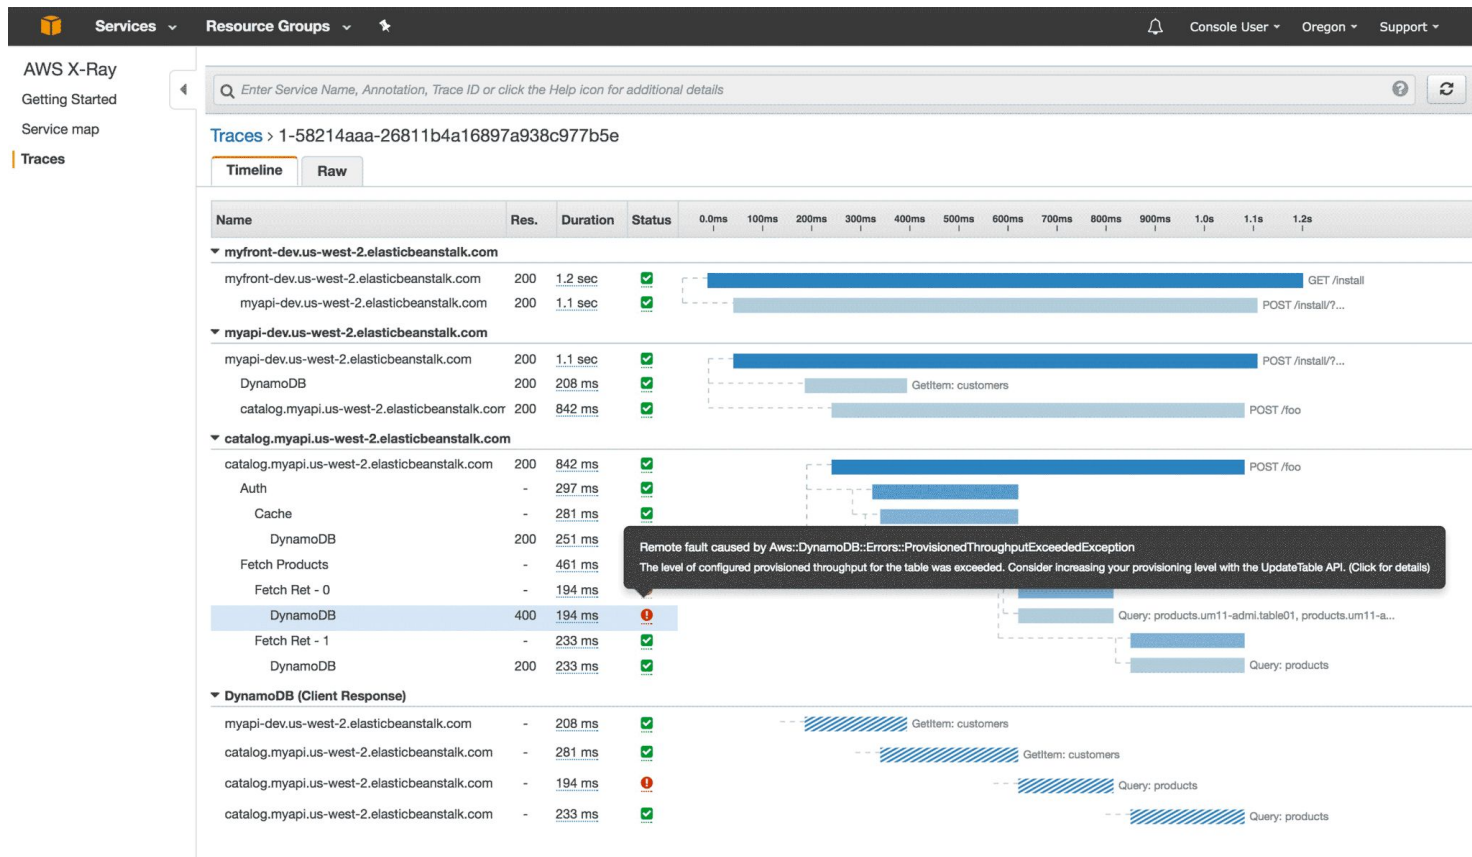 Services Resource Groups Console User Oregon Support
AWS X-Ray
Getting Started
Service map
Traces
Enter Service Name, Annotation, Trace ID or click the Help icon for additional details
Traces > 1-58214aaa-26811b4a16897a938c977b5e
Timeline Raw
Name Res. Duration Status 0.0ms 100ms 200ms 300ms 400ms 500ms 600ms 700ms 800ms 900ms 1.0s 1.1s 1.2s
myfront-dev.us-west-2.elasticbeanstalk.com
myfront-dev.us-west-2.elasticbeanstalk.com 200 1.2 sec GET /install
myapi-dev.us-west-2.elasticbeanstalk.com 200 1.1 sec POST /install/?...
myapi-dev.us-west-2.elasticbeanstalk.com
myapi-dev.us-west-2.elasticbeanstalk.com 200 1.1 sec POST /install/?...
DynamoDB 200 208 ms GetItem: customers
catalog.myapi.us-west-2.elasticbeanstalk.com 200 842 ms POST /foo
catalog.myapi.us-west-2.elasticbeanstalk.com
catalog.myapi.us-west-2.elasticbeanstalk.com 200 842 ms POST /foo
Auth - 297 ms
Cache - 281 ms
DynamoDB 200 251 ms
Remote fault caused by Aws::DynamoDB::Errors::ProvisionedThroughputExceededException
Fetch Products - 461 ms
The level of configured provisioned throughput for the table was exceeded. Consider increasing your provisioning level with the UpdateTable API. (Click for details)
Fetch Ret - 0 - 194 ms
DynamoDB 400 194 ms Query: products.um11-admi.table01, products.um11-a...
Fetch Ret - 1 - 233 ms
DynamoDB 200 233 ms Query: products
DynamoDB (Client Response)
myapi-dev.us-west-2.elasticbeanstalk.com - 208 ms GetItem: customers
catalog.myapi.us-west-2.elasticbeanstalk.com - 281 ms GetItem: customers
catalog.myapi.us-west-2.elasticbeanstalk.com - 194 ms Query: products
catalog.myapi.us-west-2.elasticbeanstalk.com - 233 ms Query: products